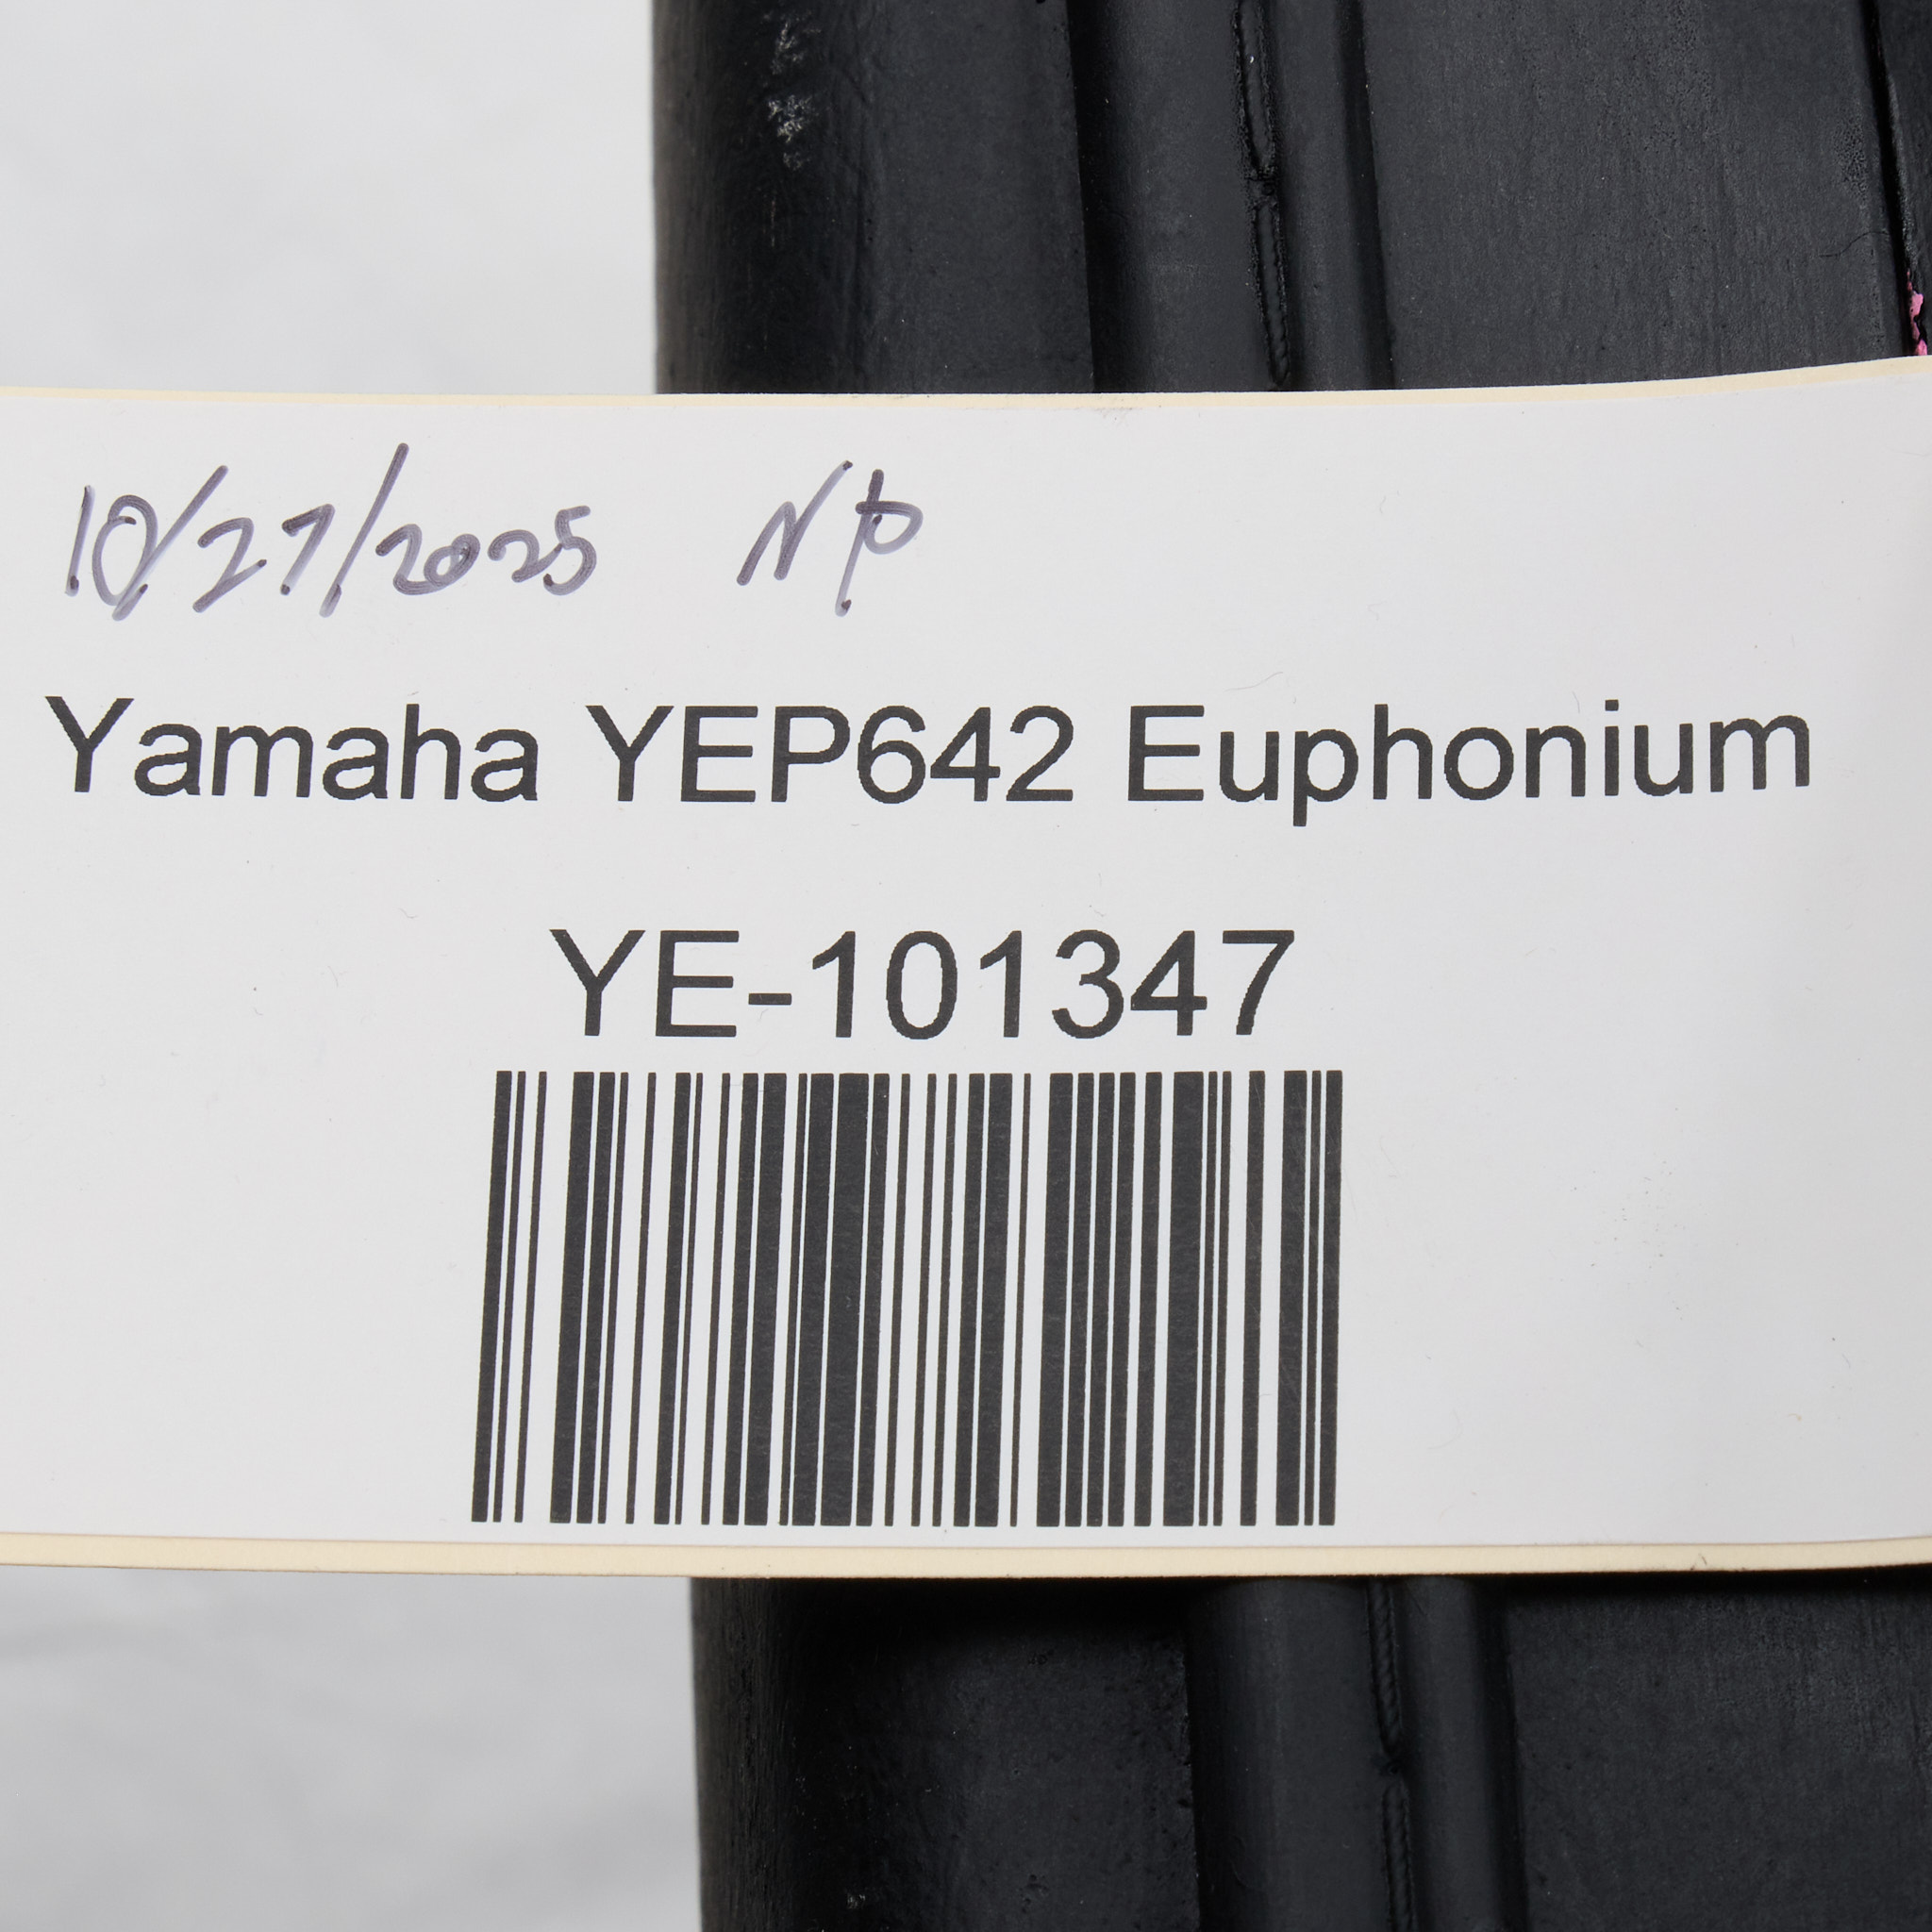 10/27/2025 NP
Yamaha YEP642 Euphonium
YE-101347